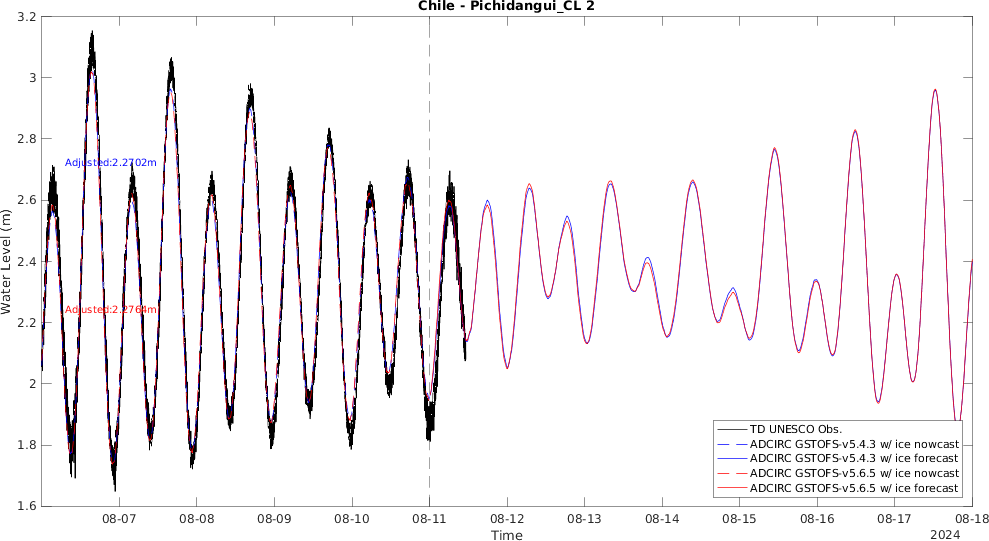 Chile - Pichidangui_CL 2
3.2
3
2.8
2.6
2.4
2.2
2
1.8
1.6
Water Level (m)
Adjusted:2.2702m
Adjusted:2.2764m
TD UNESCO Obs.
ADCIRC GSTOFS-v5.4.3 w/ ice nowcast
ADCIRC GSTOFS-v5.4.3 w/ ice forecast
ADCIRC GSTOFS-v5.6.5 w/ ice nowcast
ADCIRC GSTOFS-v5.6.5 w/ ice forecast
08-07 08-08 08-09 08-10 08-11 08-12 08-13 08-14 08-15 08-16 08-17 08-18
Time
2024